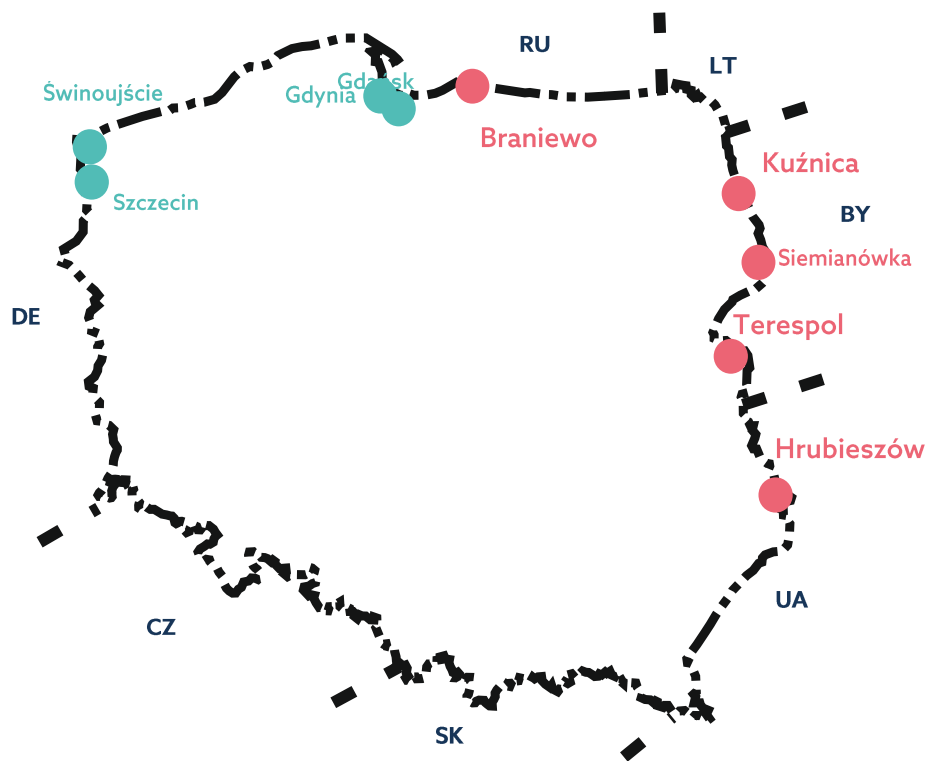 RU
LT
Gdańsk
Świnoujście
Gdynia
Braniewo
Kuźnica
Szczecin
BY
Siemianówka
DE
Terespol
Hrubieszów
UA
CZ
SK